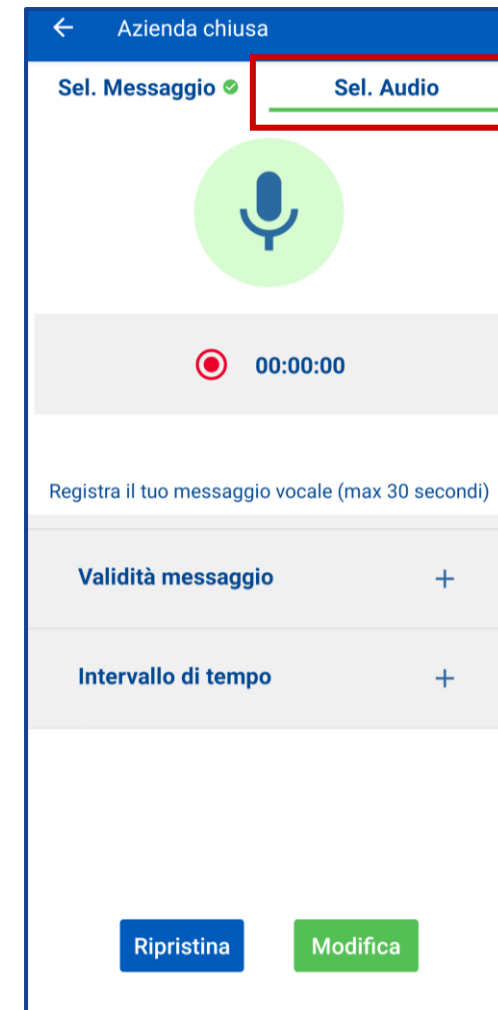 Azienda chiusa
Sel. Messaggio Sel. Audio
00:00:00
Registra il tuo messaggio vocale (max 30 secondi)
Validità messaggio +
Intervallo di tempo +
Ripristina Modifica